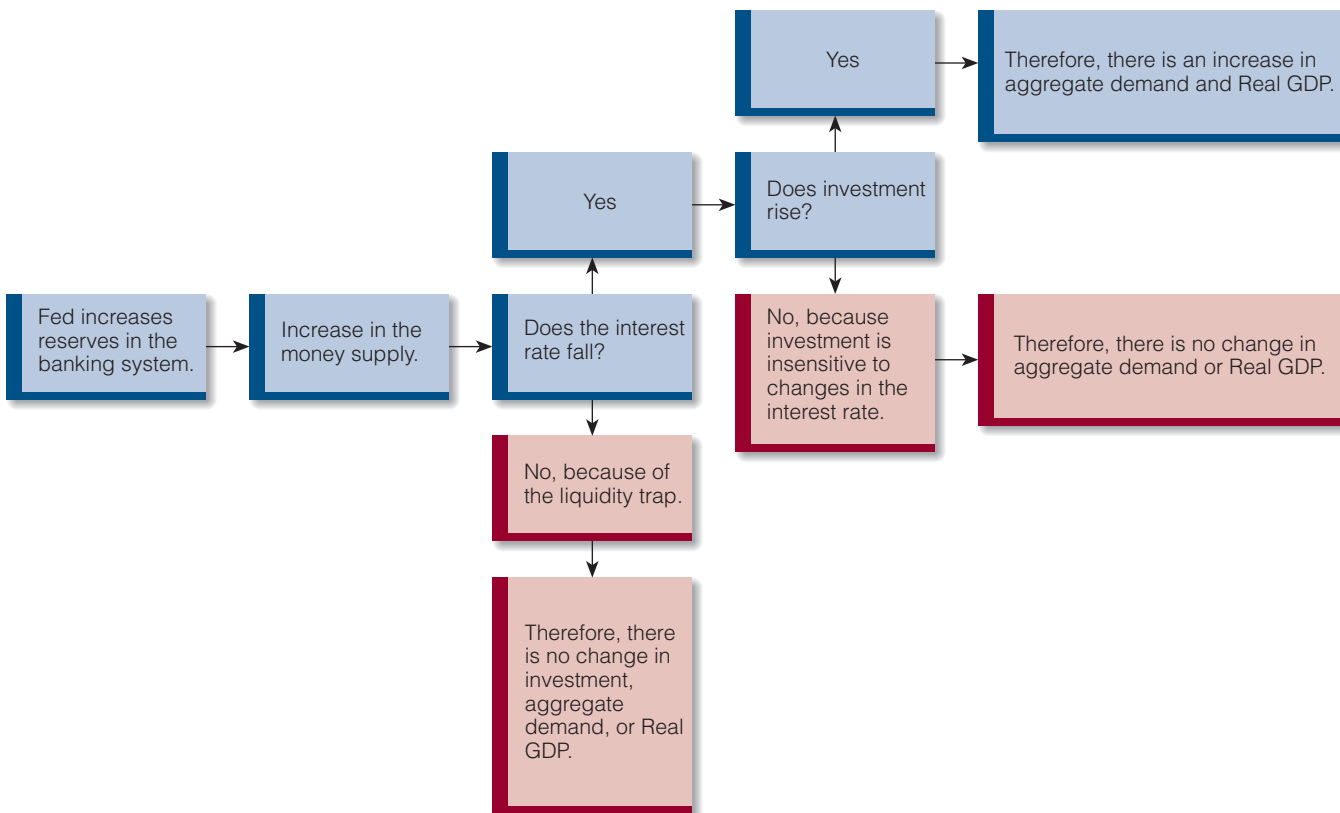 Fed increases
reserves in the
banking system.
Increase in the
money supply.
Does the interest
rate fall?
Yes
Does investment
rise?
Yes
Therefore, there is an increase in
aggregate demand and Real GDP.
No, because
investment is
insensitive to
changes in the
interest rate.
Therefore, there is no change in
aggregate demand or Real GDP.
No, because of
the liquidity trap.
Therefore, there
is no change in
investment,
aggregate
demand, or Real
GDP.